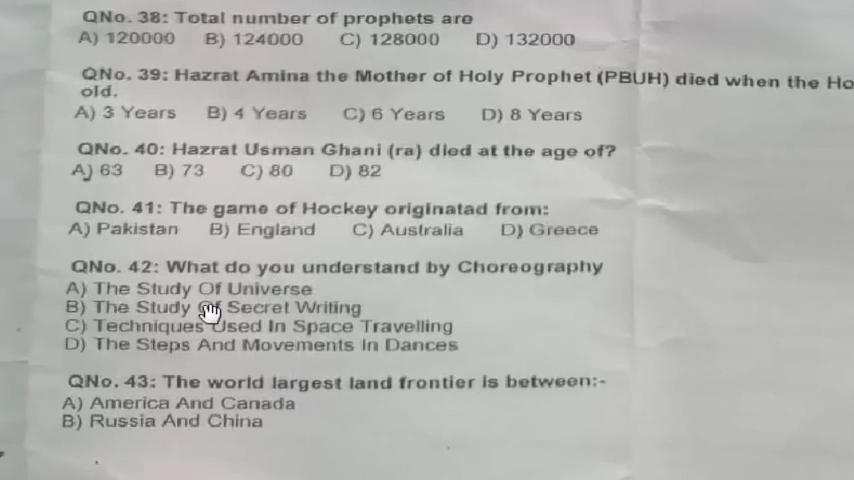 QNo. 38: Total number of prophets are
A) 120000 B) 124000 C) 128000 D) 132000
QNo. 39: Hazrat Amina the Mother of Holy Prophet (PBUH) died when the Ho
old.
A) 3 Years B) 4 Years C) 6 Years D) 8 Years
QNo. 40: Hazrat Usman Ghani (ra) died at the age of?
A) 63 B) 73 C) 80 D) 82
QNo. 41: The game of Hockey originatad from:
A) Pakistan B) England C) Australia D) Greece
QNo. 42: What do you understand by Choreography
A) The Study Of Universe
B) The Study Of Secret Writing
C) Techniques Used In Space Travelling
D) The Steps And Movements In Dances
QNo. 43: The world largest land frontier is between:-
A) America And Canada
B) Russia And China